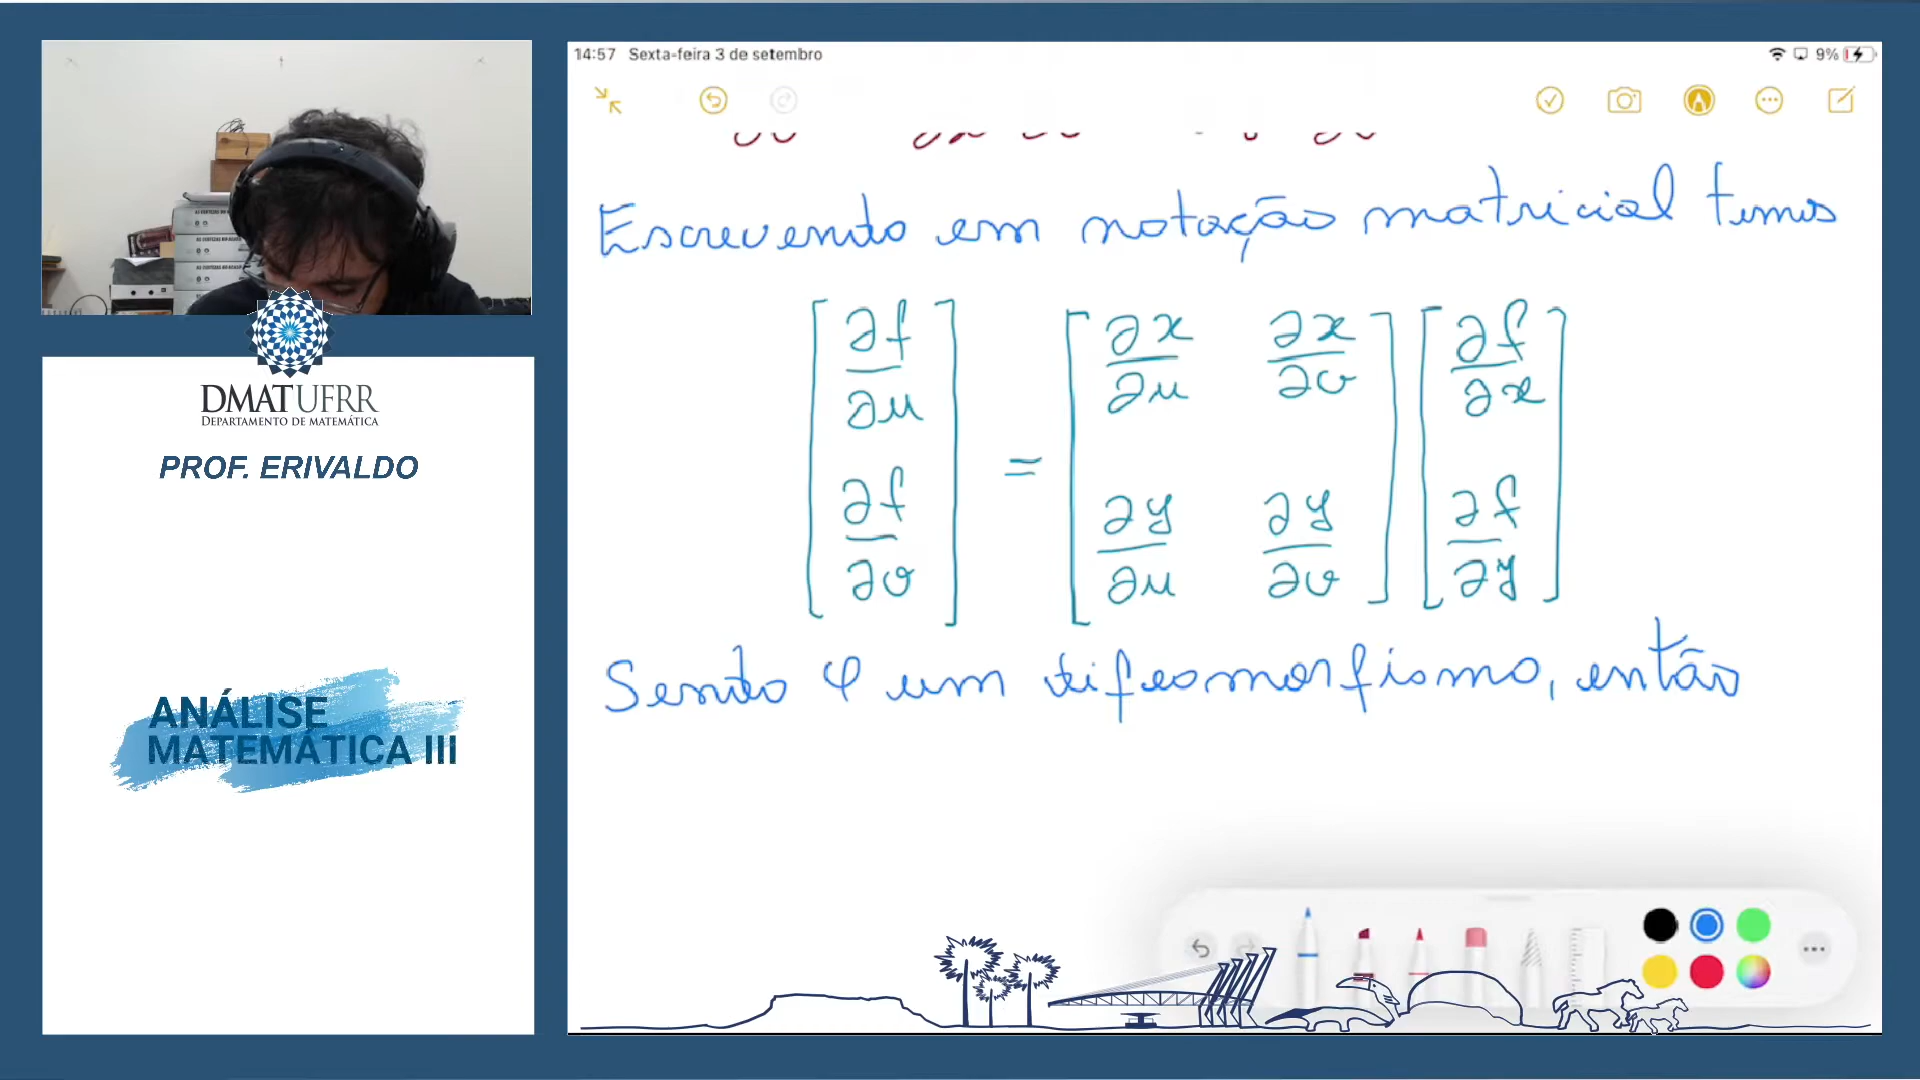 14:57 Sexta-feira 3 de setembro
9%
Escrevendo em notação matricial temos
[∂f/∂u ; ∂f/∂v] = [∂x/∂u ∂x/∂v ; ∂y/∂u ∂y/∂v] [∂f/∂x ; ∂f/∂y]
Sendo φ um difeomorfismo, então
DMATUFRR
DEPARTAMENTO DE MATEMÁTICA
PROF. ERIVALDO
ANÁLISE
MATEMÁTICA III